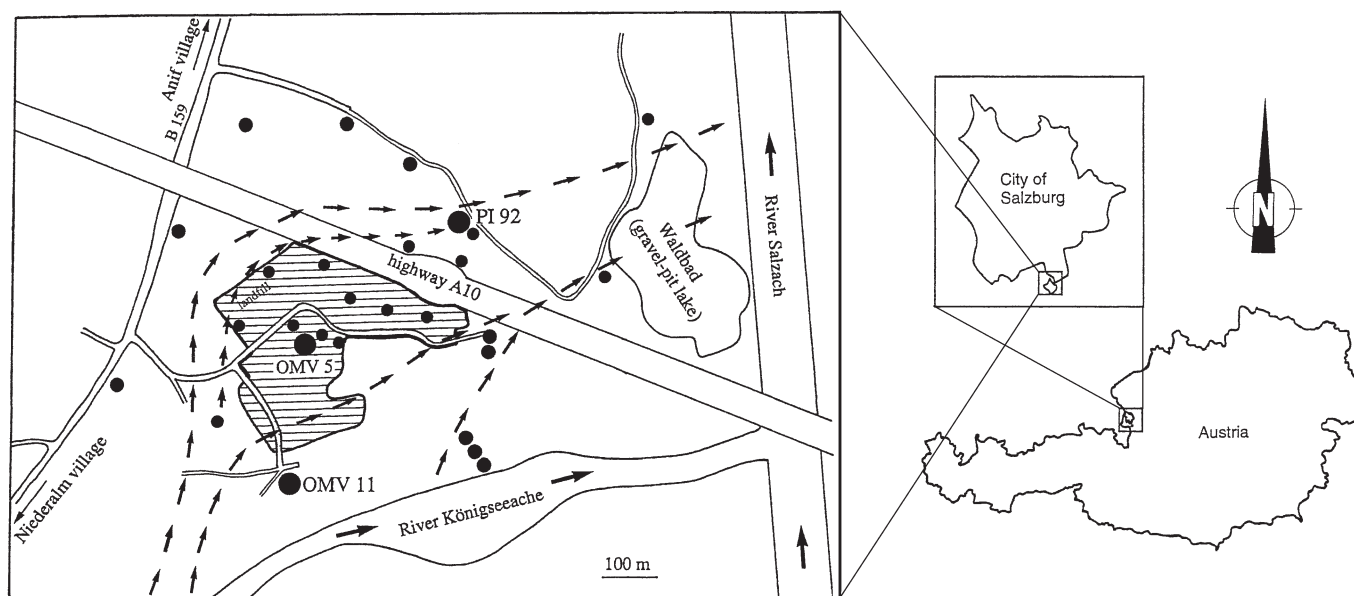 Anif village
B 159
PI 92
highway A10
landfill
OMV 5
OMV 11
Niederalm village
River Königseeache
100 m
Waldbad
(gravel-pit lake)
River Salzach
City of
Salzburg
N
Austria